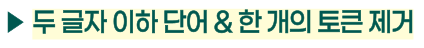 ▶ 두 글자 이하 단어 & 한 개의 토큰 제거